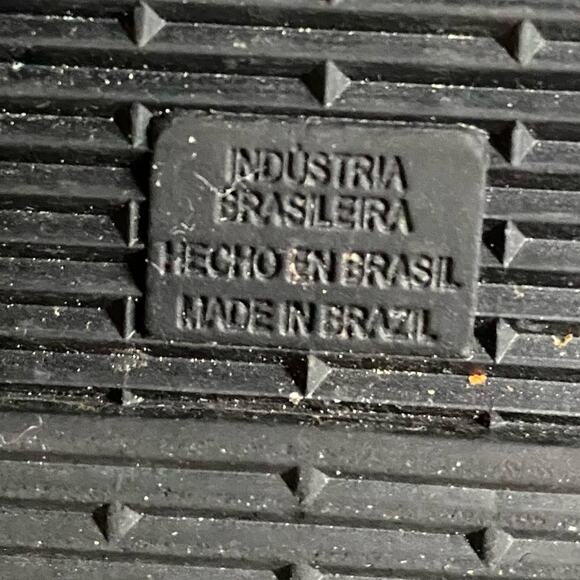 INDÚSTRIA
BRASILEIRA
HECHO EN BRASIL
MADE IN BRAZIL